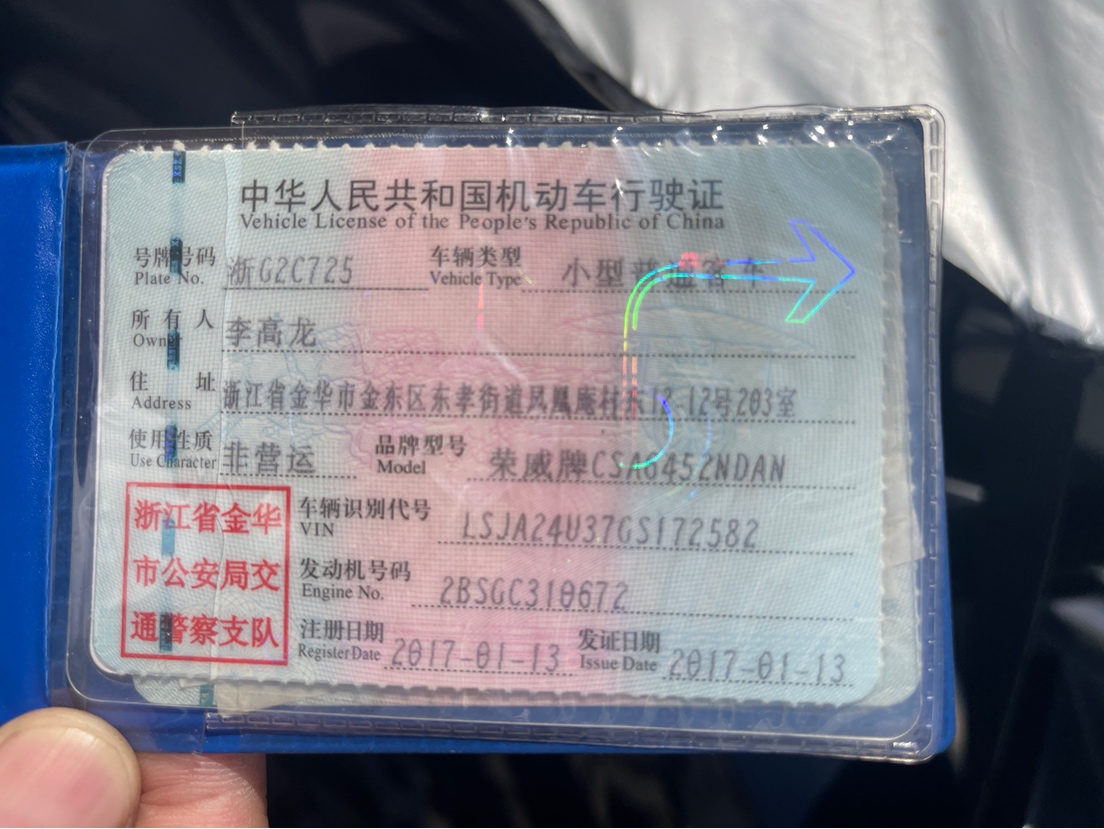 中华人民共和国机动车行驶证
Vehicle License of the People's Republic of China
号牌号码 浙G2C725 车辆类型 小型普通客车
Plate No. Vehicle Type
所有人 李高龙
Owner
住址 浙江省金华市金东区东孝街道凤凰庵村东12-12号203室
Address
使用性质 非营运 品牌型号 荣威牌CSA6452NDAN
Use Character Model
浙江省金华 车辆识别代号 LSJA24U37GS172582
VIN
市公安局交 发动机号码 2BSGC310672
Engine No.
通警察支队 注册日期 2017-01-13 发证日期 2017-01-13
Register Date Issue Date